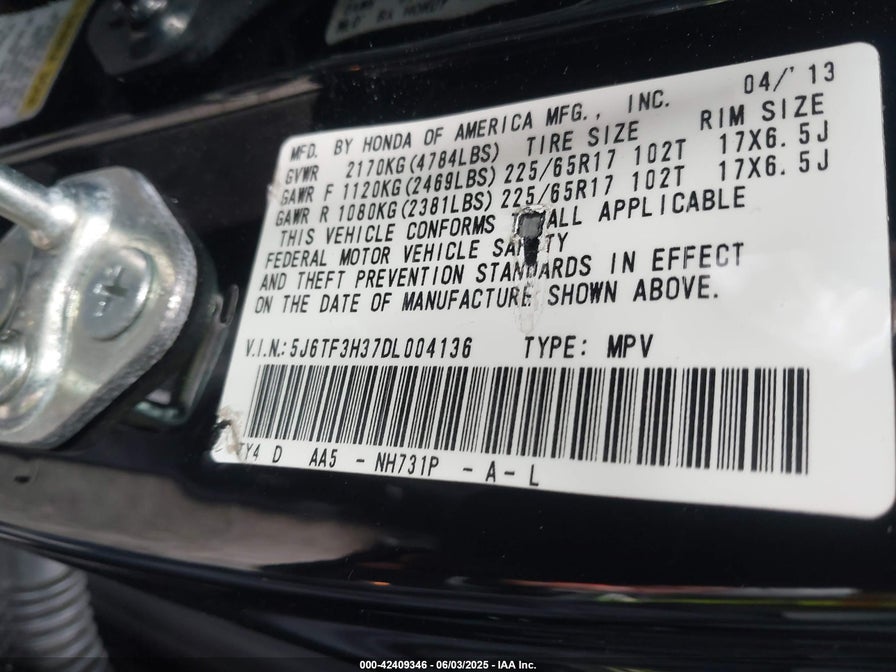 MFD. BY HONDA OF AMERICA MFG., INC. 04/'13
GVWR 2170KG(4784LBS) TIRE SIZE RIM SIZE
GAWR F 1120KG(2469LBS) 225/65R17 102T 17X6.5J
GAWR R 1080KG(2381LBS) 225/65R17 102T 17X6.5J
THIS VEHICLE CONFORMS ALL APPLICABLE
FEDERAL MOTOR VEHICLE
AND THEFT PREVENTION STANDARDS IN EFFECT
ON THE DATE OF MANUFACTURE SHOWN ABOVE.
V.I.N.: 5J6TF3H37DL004136 TYPE: MPV
TY4 D AA5 - NH731P - A - L
000-42409346 | 06/03/2025 - IAA Inc.